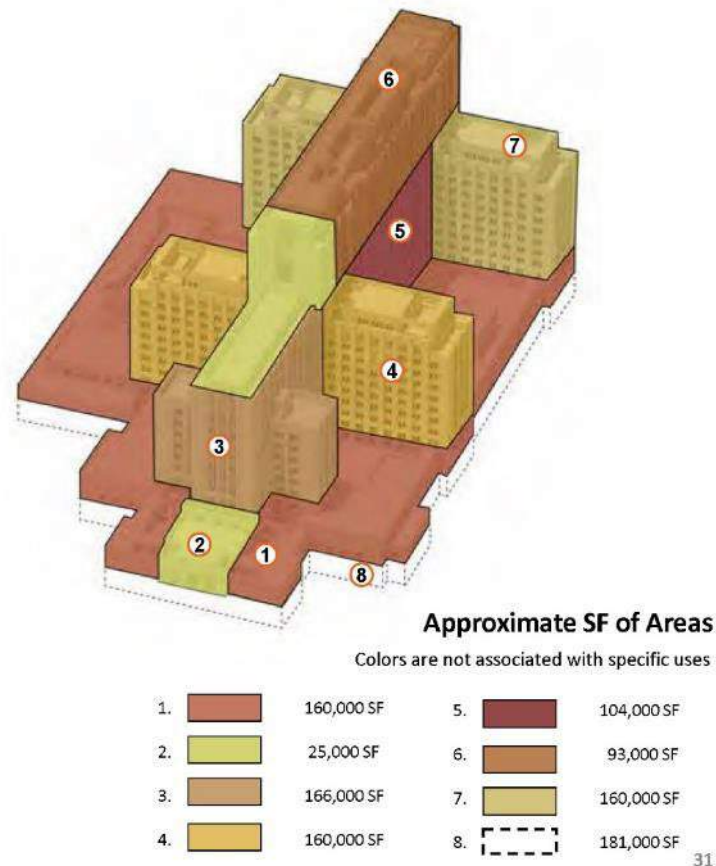 6
7
5
4
3
2
1
8
Approximate SF of Areas
Colors are not associated with specific uses
1. 160,000 SF
2. 25,000 SF
3. 166,000 SF
4. 160,000 SF
5. 104,000 SF
6. 93,000 SF
7. 160,000 SF
8. 181,000 SF
31